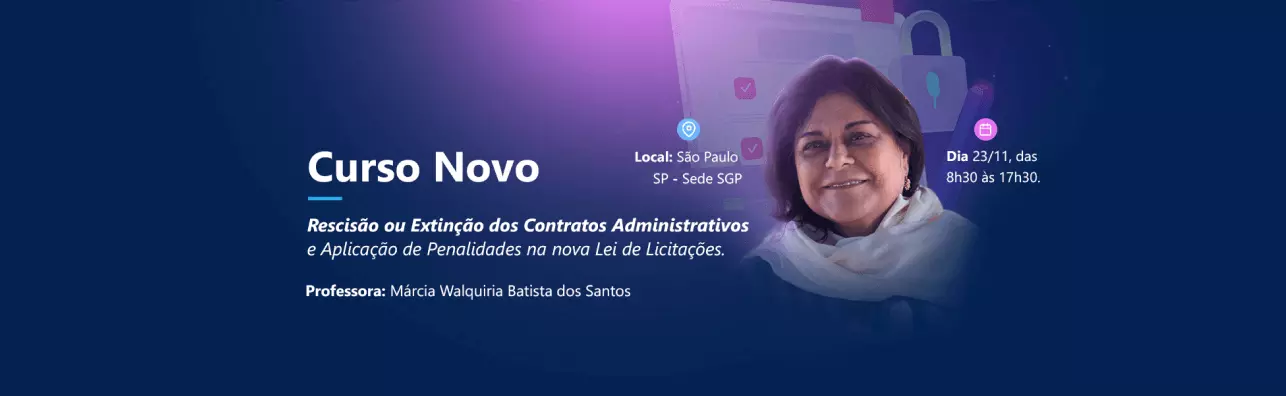 Curso Novo
Local: São Paulo
SP - Sede SGP
Dia 23/11, das
8h30 às 17h30.
Rescisão ou Extinção dos Contratos Administrativos
e Aplicação de Penalidades na nova Lei de Licitações.
Professora: Márcia Walquiria Batista dos Santos